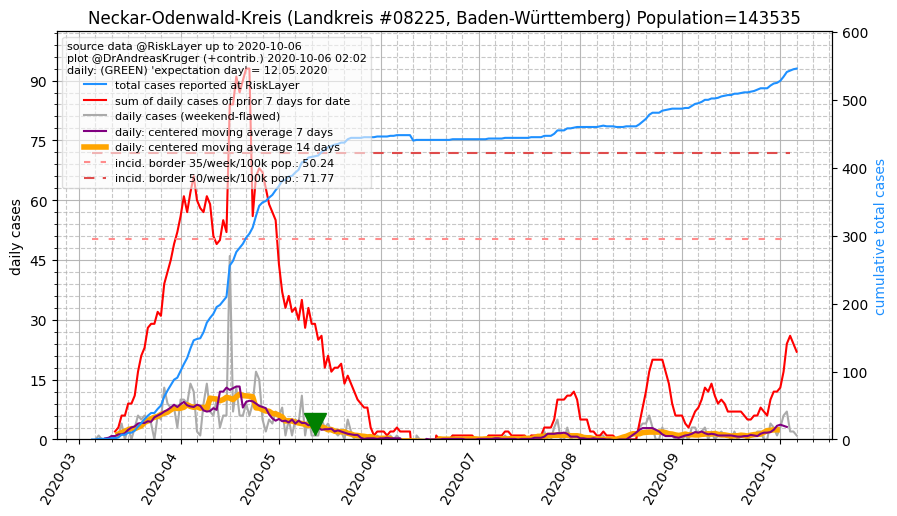 Neckar-Odenwald-Kreis (Landkreis #08225, Baden-Württemberg) Population=143535
source data @RiskLayer up to 2020-10-06
plot @DrAndreasKruger (+contrib.) 2020-10-06 02:02
daily: (GREEN) 'expectation day' = 12.05.2020
total cases reported at RiskLayer
sum of daily cases of prior 7 days for date
daily cases (weekend-flawed)
daily: centered moving average 7 days
daily: centered moving average 14 days
incid. border 35/week/100k pop.: 50.24
incid. border 50/week/100k pop.: 71.77
daily cases
90
75
60
45
30
15
0
cumulative total cases
600
500
400
300
200
100
0
2020-03
2020-04
2020-05
2020-06
2020-07
2020-08
2020-09
2020-10